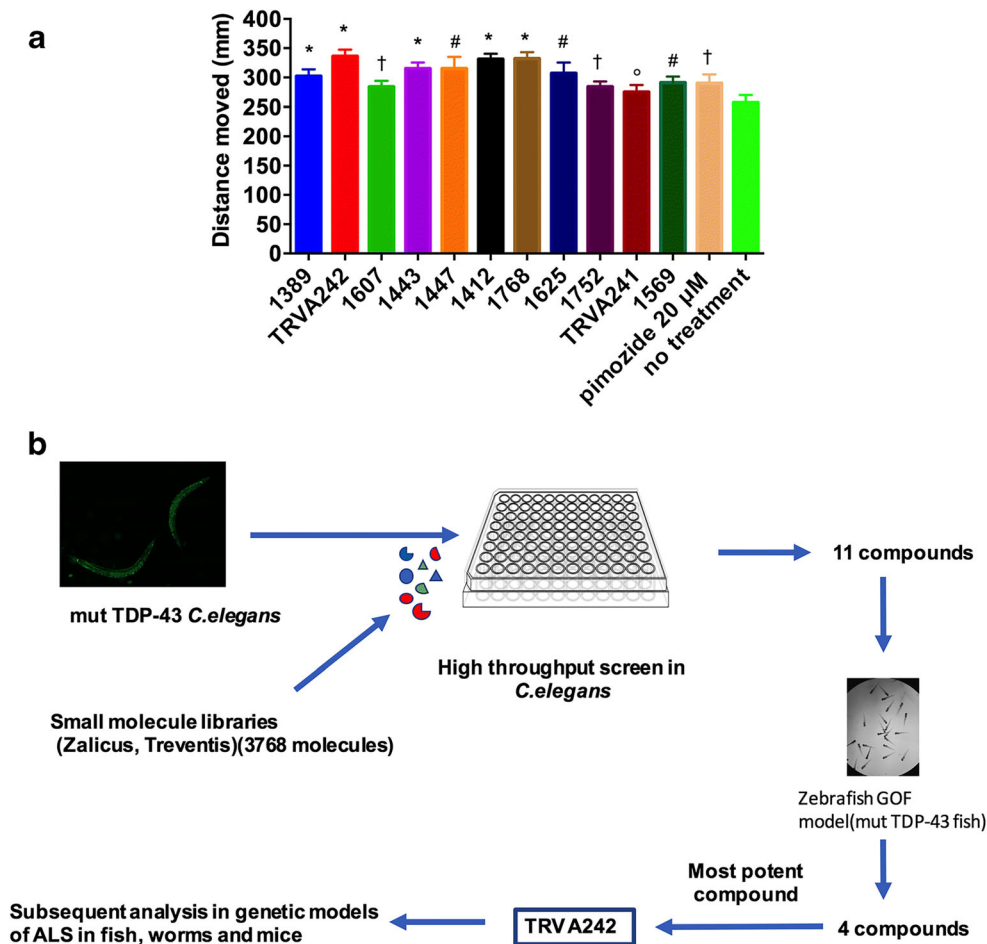 a
Distance moved (mm)
400
350
300
250
200
150
100
50
0
* * † * # * * # † ° # †
1389
TRVA242
1607
1443
1447
1412
1768
1625
1752
TRVA241
1569
pimozide 20 µM
no treatment
b
mut TDP-43 C.elegans
High throughput screen in
C.elegans
11 compounds
Small molecule libraries
(Zalicus, Treventis)(3768 molecules)
Zebrafish GOF
model(mut TDP-43 fish)
Most potent
compound
4 compounds
TRVA242
Subsequent analysis in genetic models
of ALS in fish, worms and mice